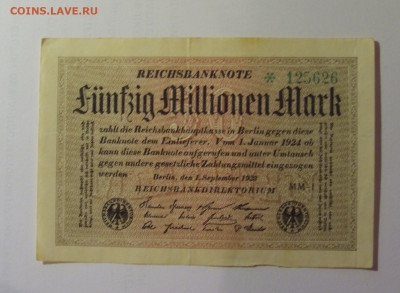 COINS.LAVE.RU
REICHSBANKNOTE
* 125626
Fünfzig Millionen Mark
zahlt die Reichsbankhauptkasse in Berlin gegen diese
Banknote dem Einlieferer. Vom 1. Januar 1924 ab
kann diese Banknote aufgerufen und unter Umtausch
gegen andere gesetzliche Zahlungsmittel eingezogen
werden
Berlin, den 1. September 1923
REICHSBANKDIREKTORIUM
MM-